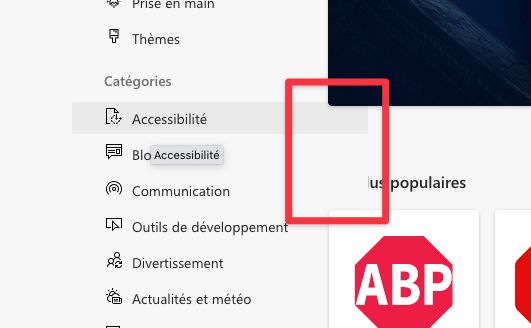 Prise en main
Thèmes
Catégories
Accessibilité
Blo
Accessibilité
Communication
lus populaires
Outils de développement
Divertissement
ABP
Actualités et météo